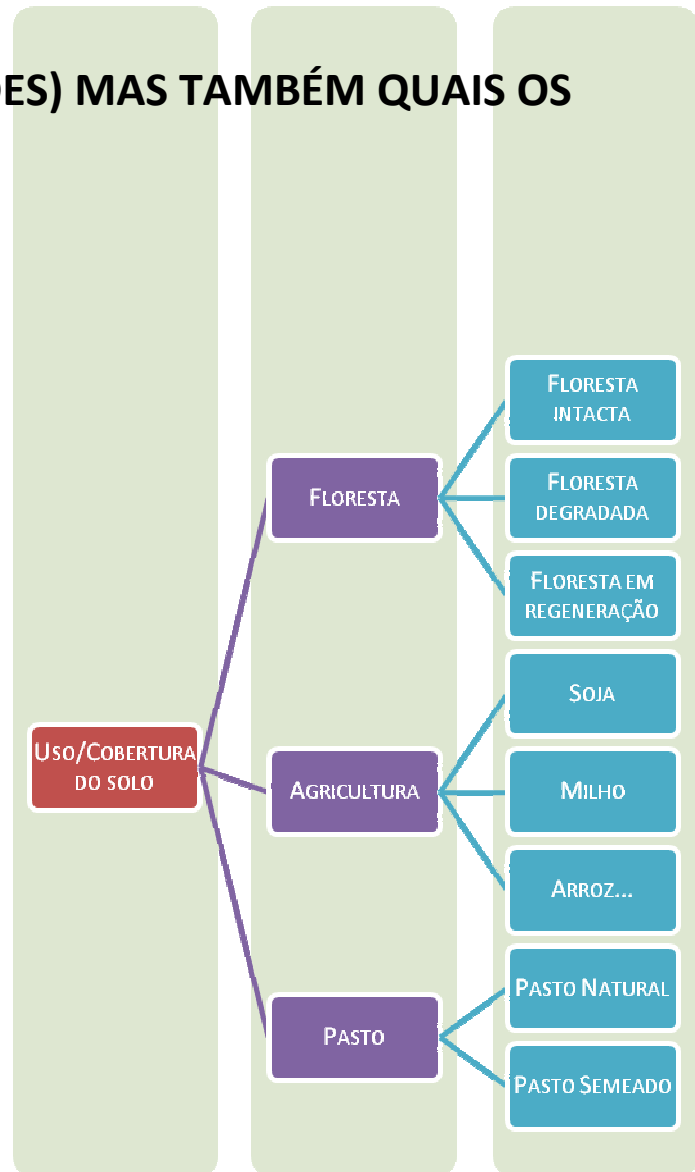 ES) MAS TAMBÉM QUAIS OS
FLORESTA
INTACTA
FLORESTA
FLORESTA
DEGRADADA
FLORESTA EM
REGENERAÇÃO
USO/COBERTURA
DO SOLO
SOJA
AGRICULTURA
MILHO
ARROZ...
PASTO NATURAL
PASTO
PASTO SEMEADO